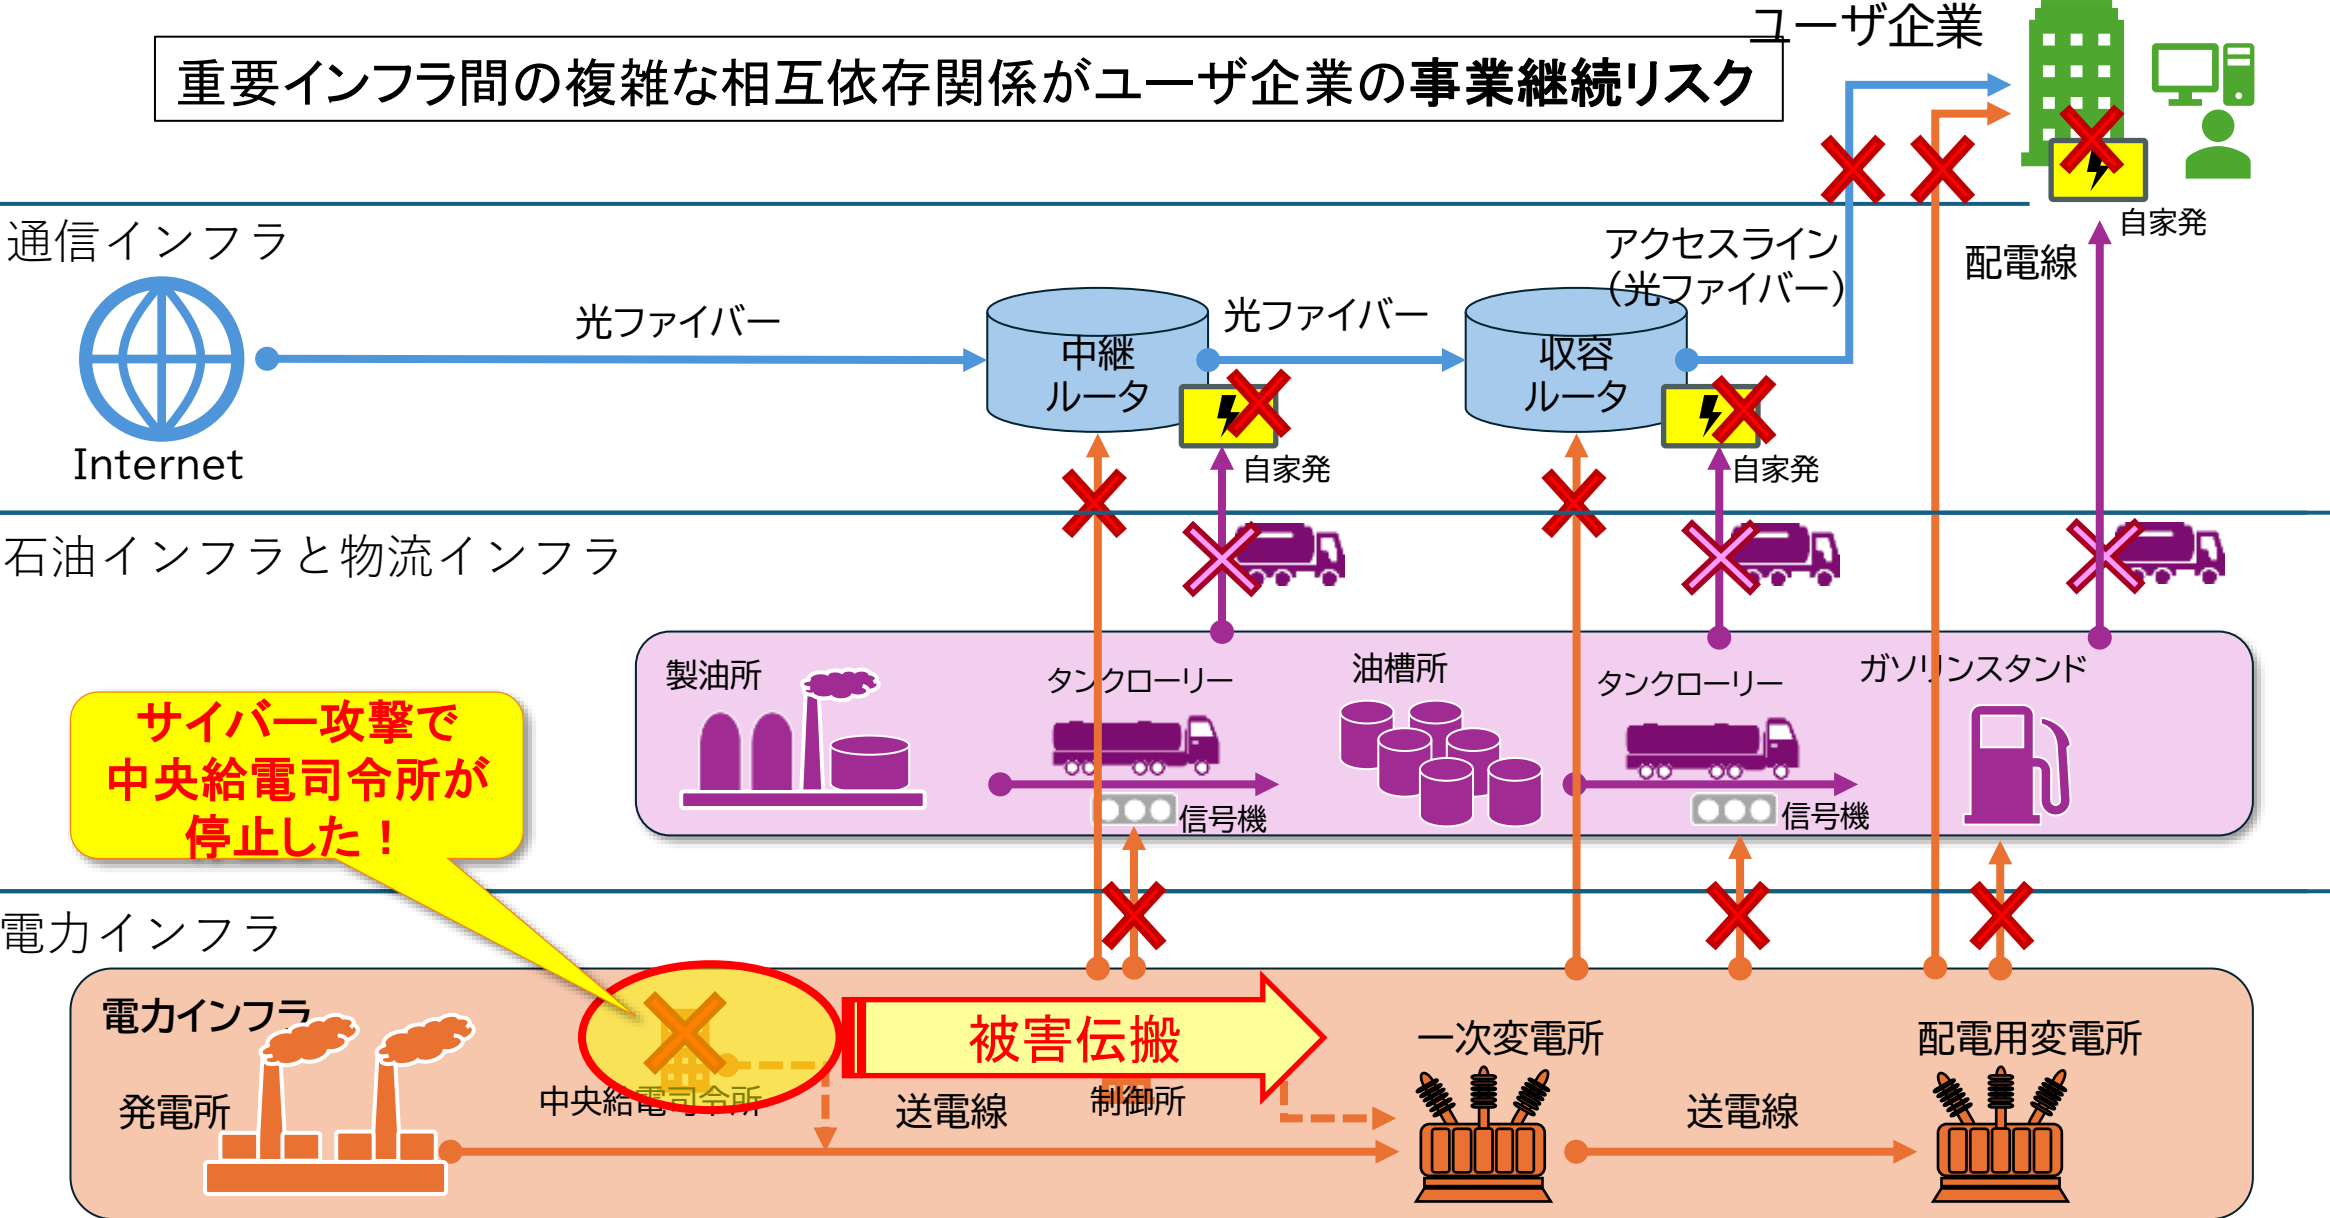 ユーザ企業
重要インフラ間の複雑な相互依存関係がユーザ企業の事業継続リスク
自家発
通信インフラ
アクセスライン
（光ファイバー）
配電線
光ファイバー
光ファイバー
中継
ルータ
収容
ルータ
Internet
自家発
自家発
石油インフラと物流インフラ
製油所
タンクローリー
油槽所
タンクローリー
ガソリンスタンド
信号機
信号機
サイバー攻撃で
中央給電司令所が
停止した！
電力インフラ
電力インフラ
被害伝搬
一次変電所
配電用変電所
発電所
中央給電司令所
送電線
制御所
送電線